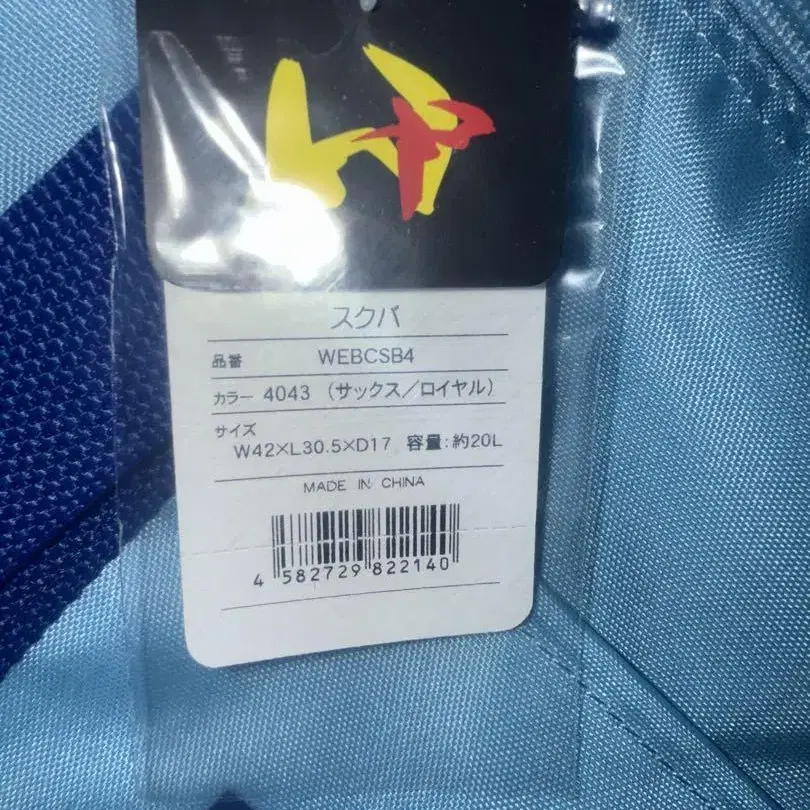 スクバ
品番 WEBCSB4
カラー 4043 （サックス／ロイヤル）
サイズ
W42×L30.5×D17 容量：約20L
MADE IN CHINA
4 582729 822140